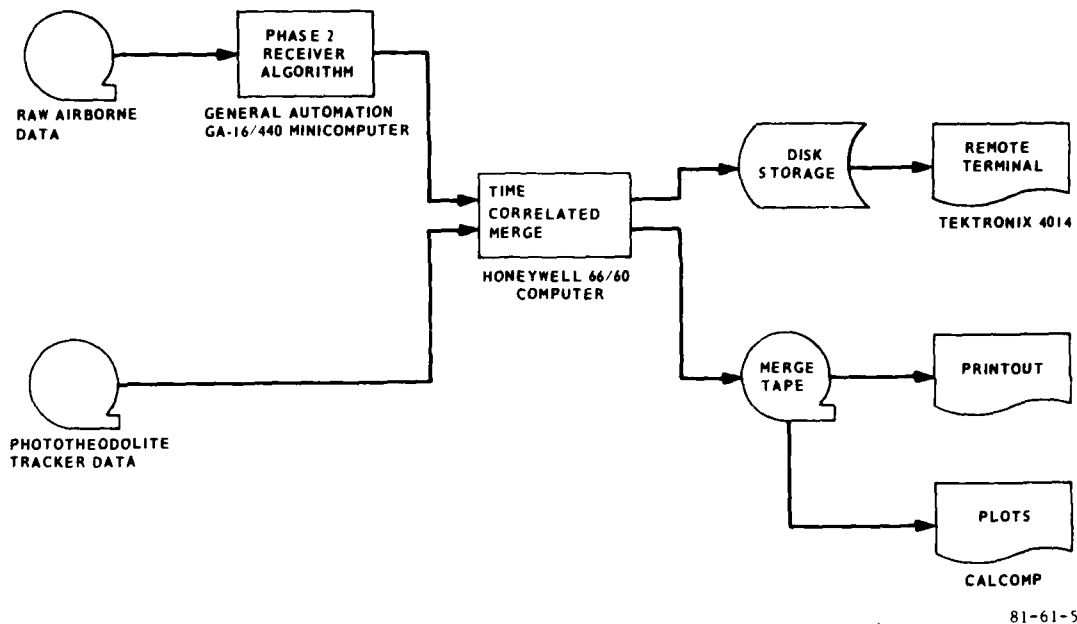 PHASE 2
RECEIVER
ALGORITHM
RAW AIRBORNE
DATA
GENERAL AUTOMATION
GA-16/440 MINICOMPUTER
DISK
STORAGE
REMOTE
TERMINAL
TEKTRONIX 4014
TIME
CORRELATED
MERGE
HONEYWELL 66/60
COMPUTER
MERGE
TAPE
PRINTOUT
PHOTOTHEODOLITE
TRACKER DATA
PLOTS
CALCOMP
81-61-5